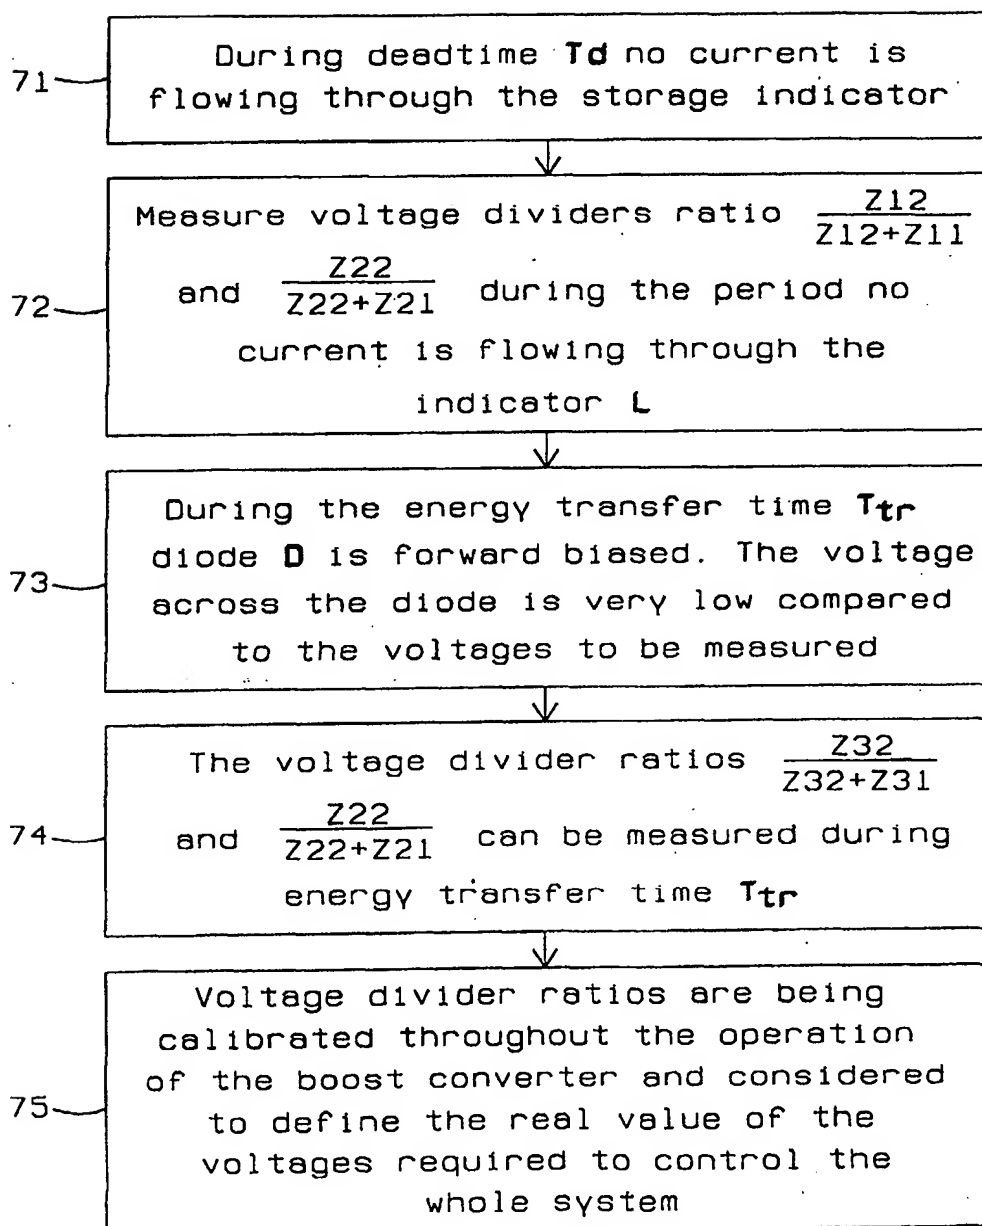 71
During deadtime Td no current is
flowing through the storage indicator
72
Measure voltage dividers ratio Z12
Z12+Z11
and Z22
Z22+Z21 during the period no
current is flowing through the
indicator L
73
During the energy transfer time Ttr
diode D is forward biased. The voltage
across the diode is very low compared
to the voltages to be measured
74
The voltage divider ratios Z32
Z32+Z31
and Z22
Z22+Z21 can be measured during
energy transfer time Ttr
75
Voltage divider ratios are being
calibrated throughout the operation
of the boost converter and considered
to define the real value of the
voltages required to control the
whole system